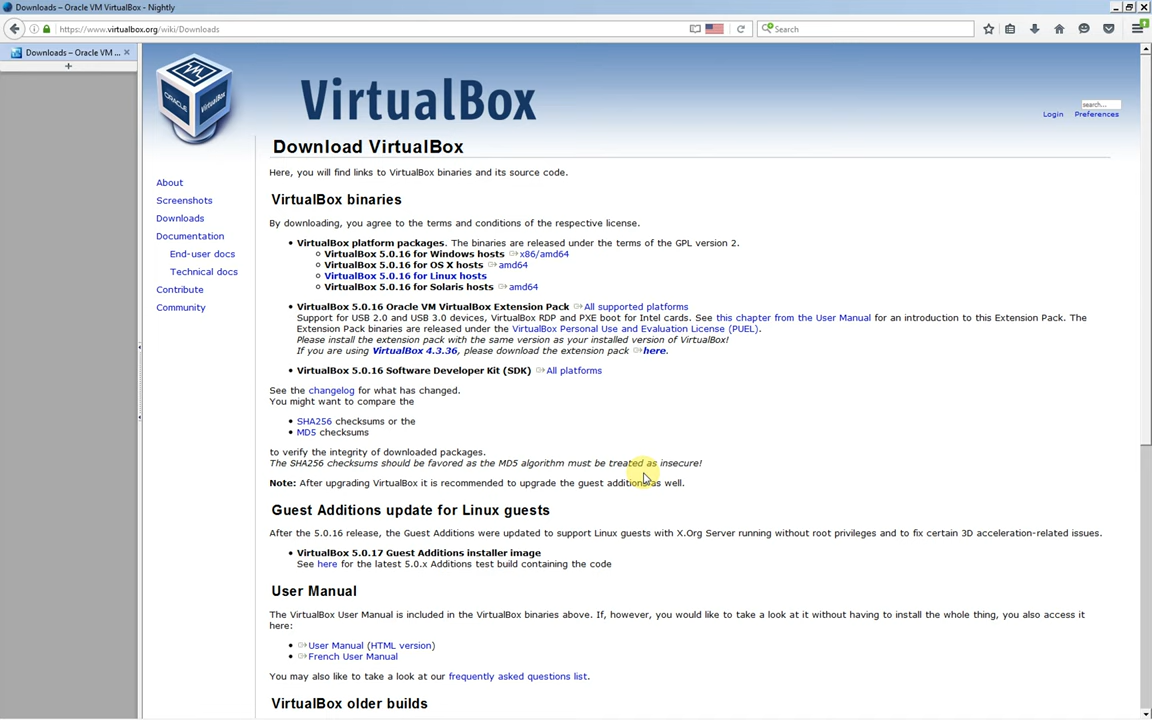 Downloads – Oracle VM VirtualBox - Nightly
https://www.virtualbox.org/wiki/Downloads
Search
Downloads – Oracle VM ...
ORACLE
VirtualBox
VirtualBox
search...
Login
Preferences
Download VirtualBox
Here, you will find links to VirtualBox binaries and its source code.
About
Screenshots
Downloads
Documentation
End-user docs
Technical docs
Contribute
Community
VirtualBox binaries
By downloading, you agree to the terms and conditions of the respective license.
VirtualBox platform packages. The binaries are released under the terms of the GPL version 2.
VirtualBox 5.0.16 for Windows hosts x86/amd64
VirtualBox 5.0.16 for OS X hosts amd64
VirtualBox 5.0.16 for Linux hosts
VirtualBox 5.0.16 for Solaris hosts amd64
VirtualBox 5.0.16 Oracle VM VirtualBox Extension Pack All supported platforms
Support for USB 2.0 and USB 3.0 devices, VirtualBox RDP and PXE boot for Intel cards. See this chapter from the User Manual for an introduction to this Extension Pack. The
Extension Pack binaries are released under the VirtualBox Personal Use and Evaluation License (PUEL).
Please install the extension pack with the same version as your installed version of VirtualBox!
If you are using VirtualBox 4.3.36, please download the extension pack here.
VirtualBox 5.0.16 Software Developer Kit (SDK) All platforms
See the changelog for what has changed.
You might want to compare the
SHA256 checksums or the
MD5 checksums
to verify the integrity of downloaded packages.
The SHA256 checksums should be favored as the MD5 algorithm must be treated as insecure!
Note: After upgrading VirtualBox it is recommended to upgrade the guest additions as well.
Guest Additions update for Linux guests
After the 5.0.16 release, the Guest Additions were updated to support Linux guests with X.Org Server running without root privileges and to fix certain 3D acceleration-related issues.
VirtualBox 5.0.17 Guest Additions installer image
See here for the latest 5.0.x Additions test build containing the code
User Manual
The VirtualBox User Manual is included in the VirtualBox binaries above. If, however, you would like to take a look at it without having to install the whole thing, you also access it
here:
User Manual (HTML version)
French User Manual
You may also like to take a look at our frequently asked questions list.
VirtualBox older builds